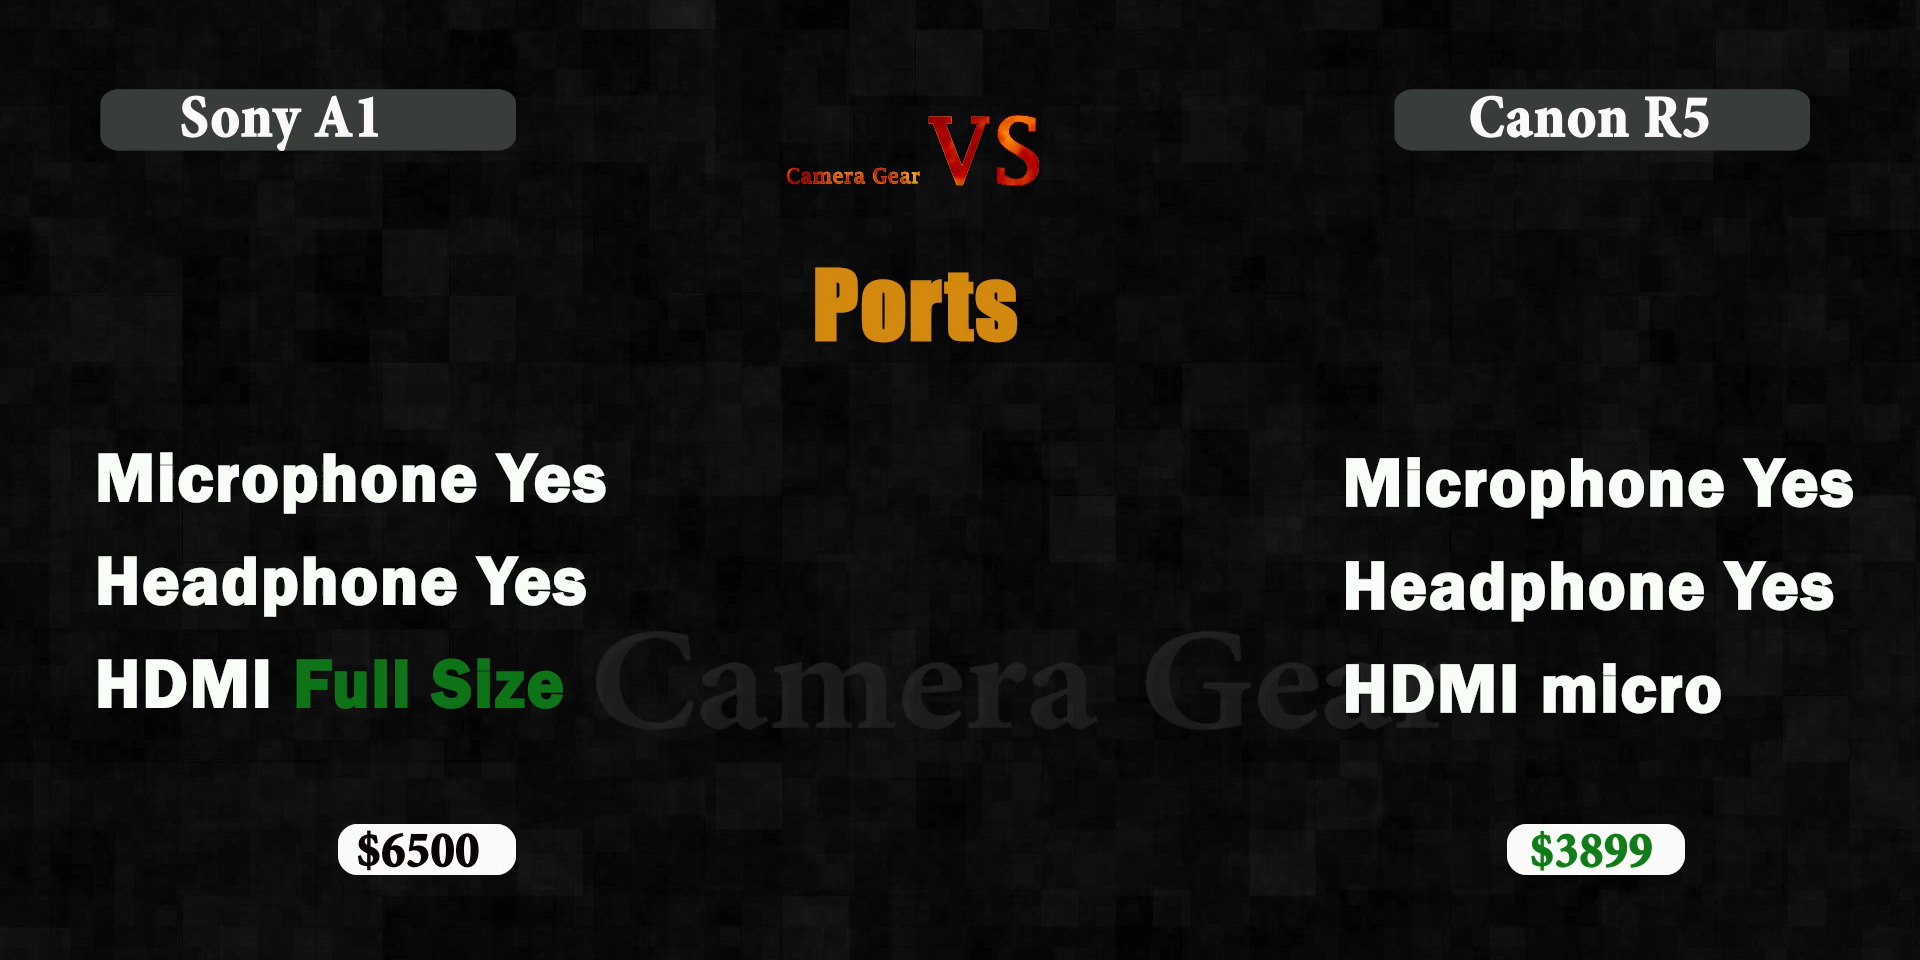 Sony A1
Camera Gear VS
Canon R5
Ports
Microphone Yes
Headphone Yes
HDMI Full Size
Microphone Yes
Headphone Yes
HDMI micro
Camera Gear
$6500
$3899